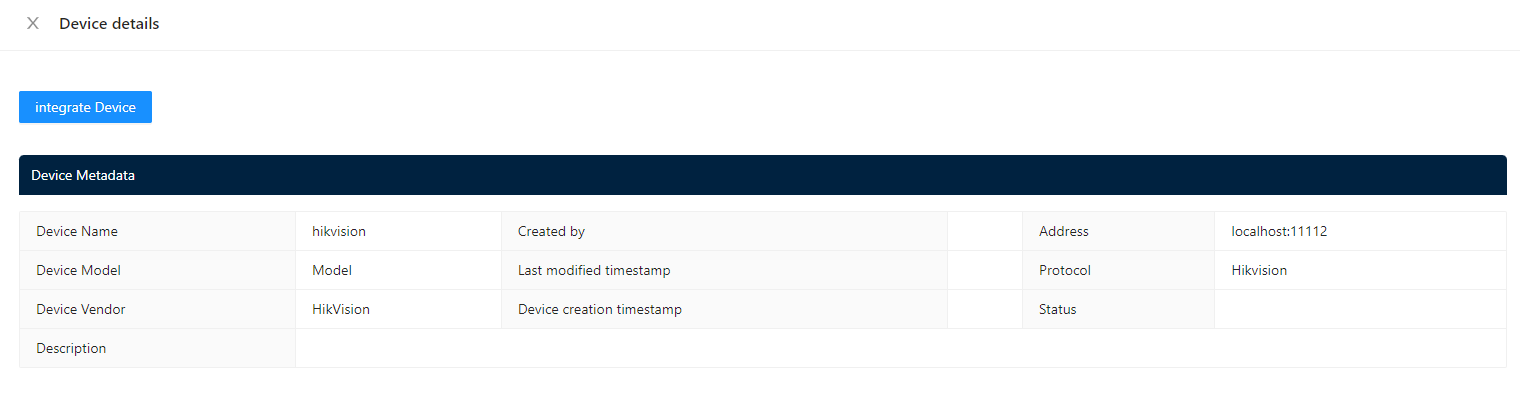 X Device details
integrate Device
Device Metadata
Device Name hikvision Created by Address localhost:11112
Device Model Model Last modified timestamp Protocol Hikvision
Device Vendor HikVision Device creation timestamp Status
Description